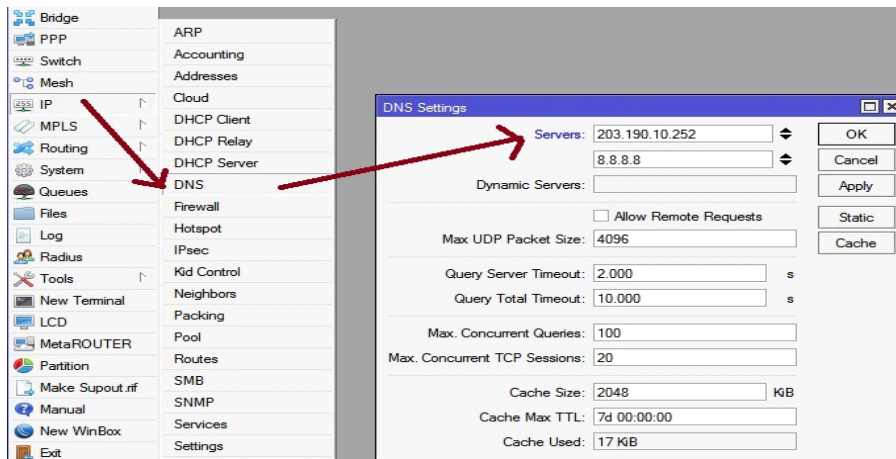 Bridge
PPP
Switch
Mesh
IP
MPLS
Routing
System
Queues
Files
Log
Radius
Tools
New Terminal
LCD
MetaROUTER
Partition
Make Supout.rif
Manual
New WinBox
Exit
ARP
Accounting
Addresses
Cloud
DHCP Client
DHCP Relay
DHCP Server
DNS
Firewall
Hotspot
IPsec
Kid Control
Neighbors
Packing
Pool
Routes
SMB
SNMP
Services
Settings
DNS Settings
Servers: 203.190.10.252
8.8.8.8
Dynamic Servers:
Allow Remote Requests
Max UDP Packet Size: 4096
Query Server Timeout: 2.000 s
Query Total Timeout: 10.000 s
Max. Concurrent Queries: 100
Max. Concurrent TCP Sessions: 20
Cache Size: 2048 KiB
Cache Max TTL: 7d 00:00:00
Cache Used: 17 KiB
OK
Cancel
Apply
Static
Cache